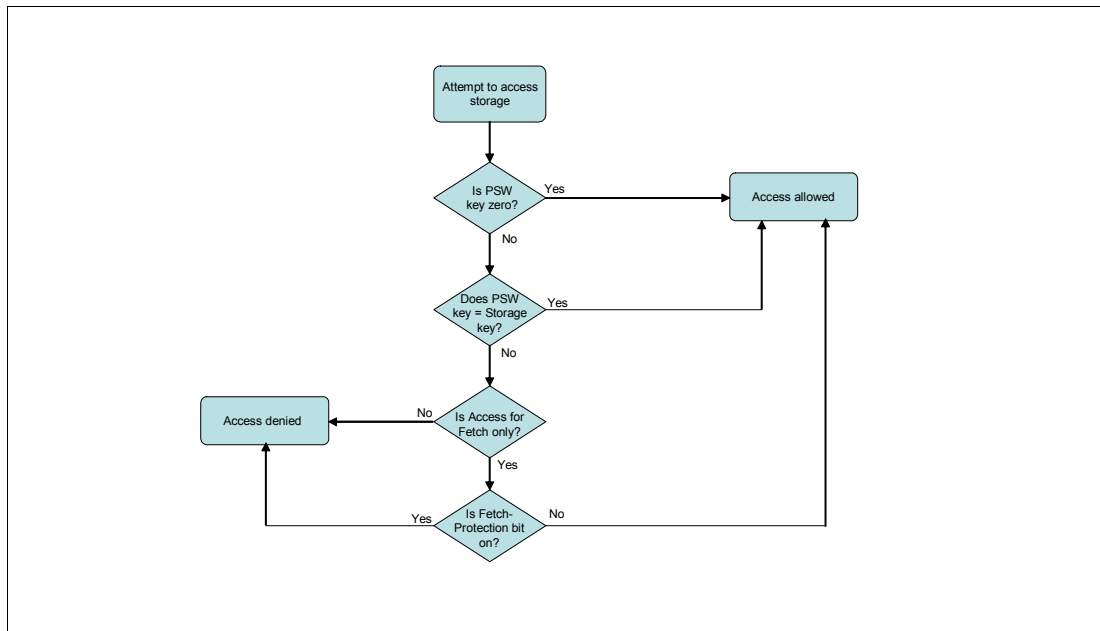 Attempt to access
storage
Is PSW
key zero?
Yes
Access allowed
No
Does PSW
key = Storage
key?
Yes
No
Is Access for
Fetch only?
No
Access denied
Yes
Is Fetch-
Protection bit
on?
Yes
No